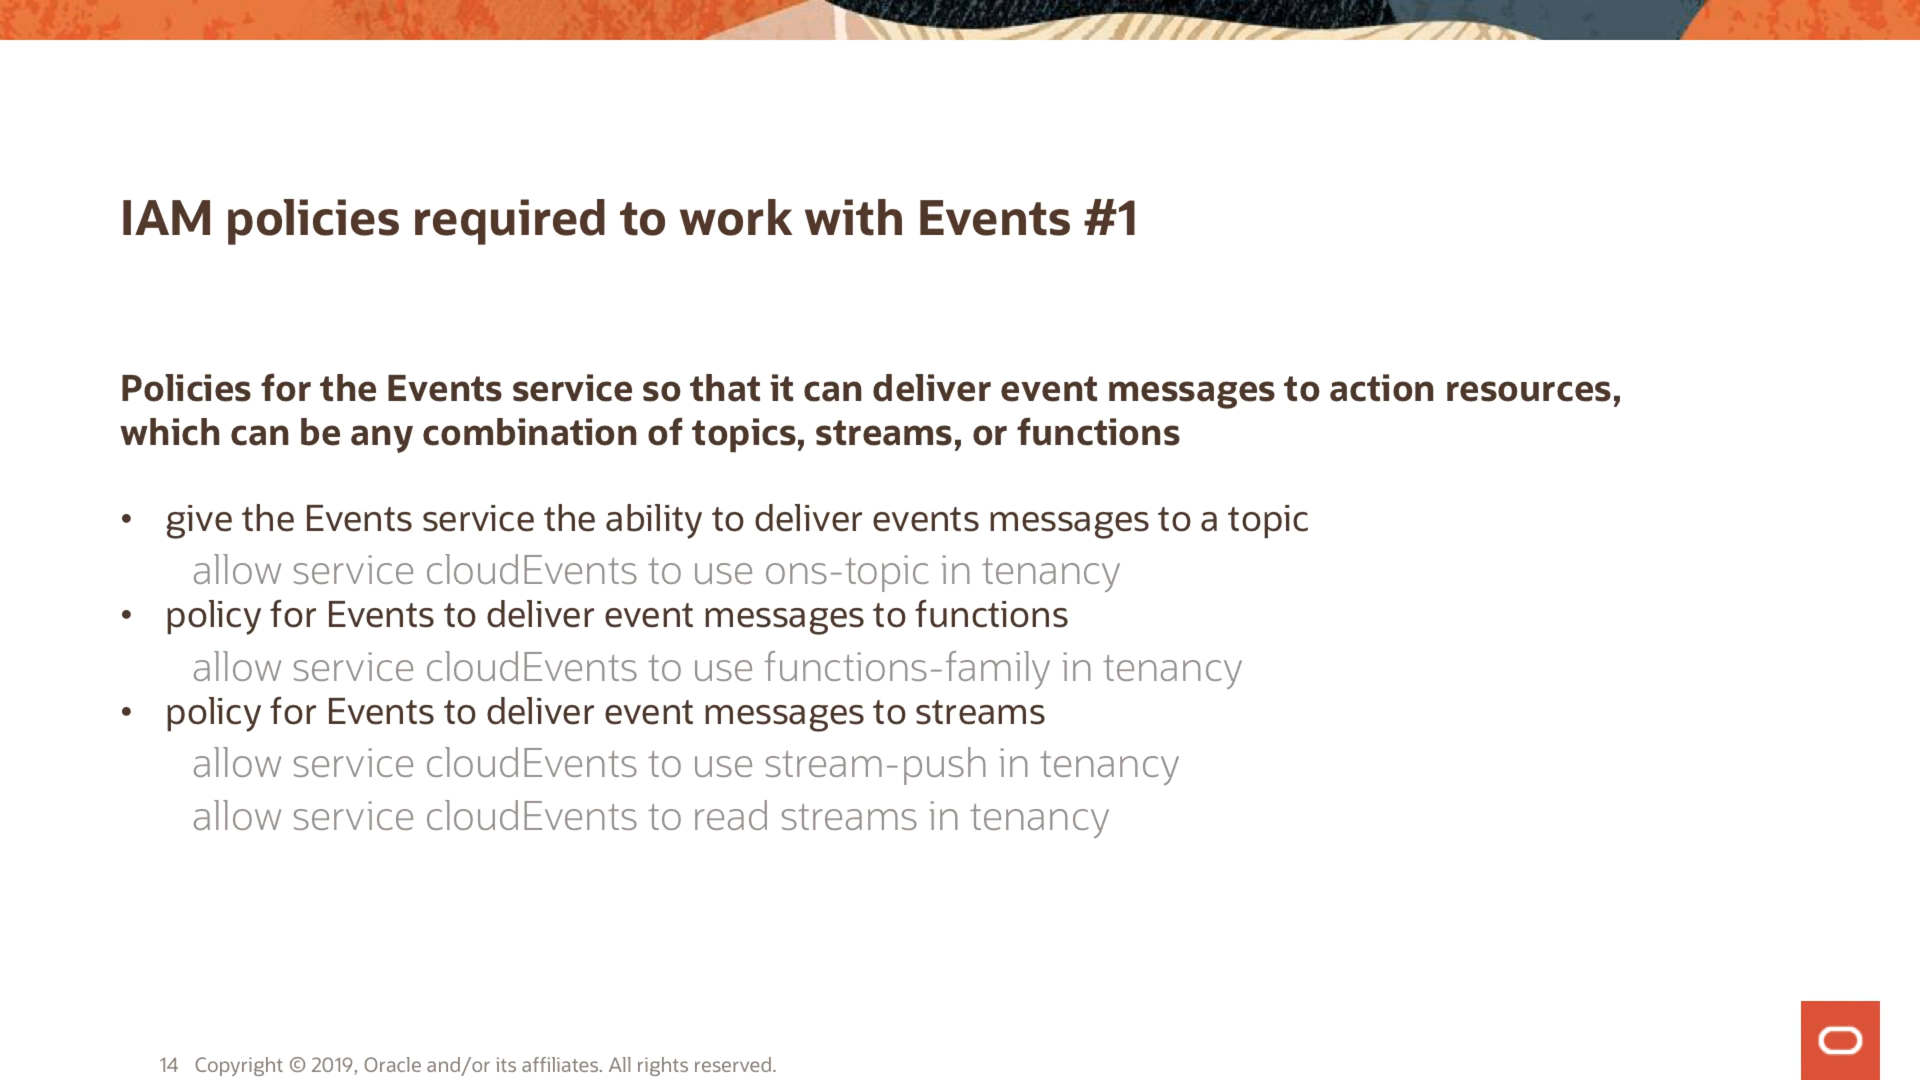 IAM policies required to work with Events #1
Policies for the Events service so that it can deliver event messages to action resources,
which can be any combination of topics, streams, or functions
• give the Events service the ability to deliver events messages to a topic
allow service cloudEvents to use ons-topic in tenancy
• policy for Events to deliver event messages to functions
allow service cloudEvents to use functions-family in tenancy
• policy for Events to deliver event messages to streams
allow service cloudEvents to use stream-push in tenancy
allow service cloudEvents to read streams in tenancy
14 Copyright © 2019, Oracle and/or its affiliates. All rights reserved.